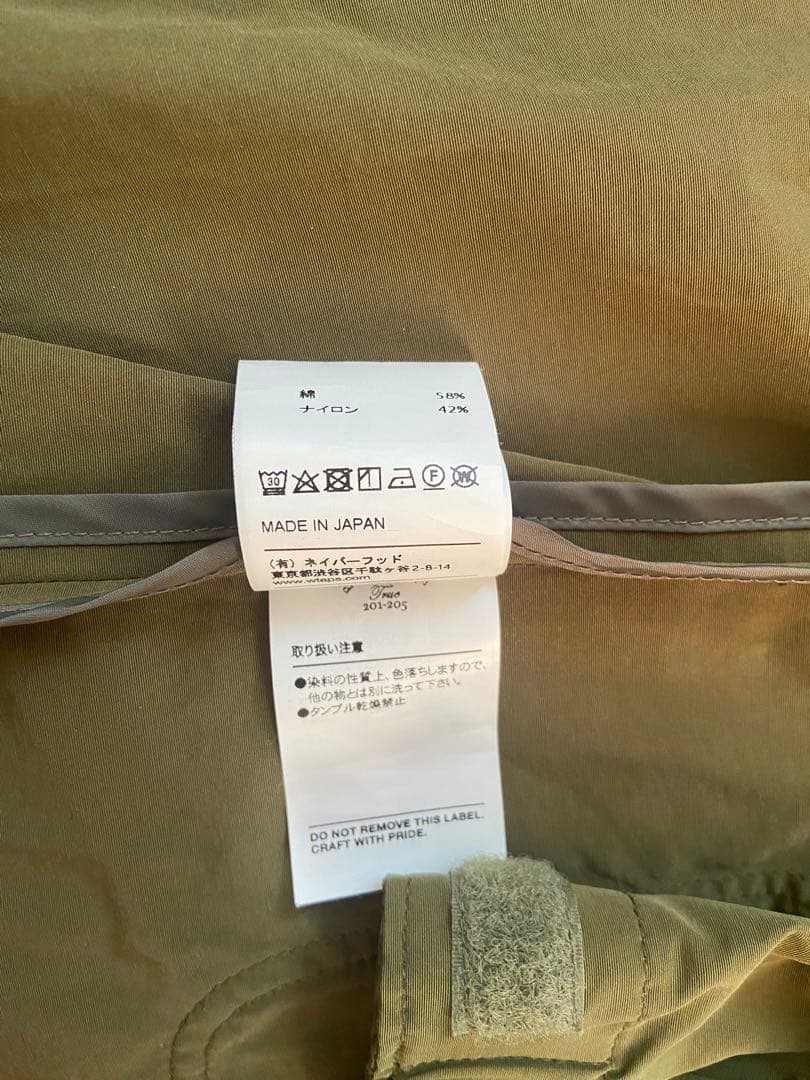 綿 58%
ナイロン 42%
30 F W
MADE IN JAPAN
(有) ネイバーフッド
東京都渋谷区千駄ヶ谷2-8-14
www.wtaps.com
True
201-205
取り扱い注意
●染料の性質上、色落ちしますので、
他の物とは別に洗って下さい。
●タンブル乾燥禁止
DO NOT REMOVE THIS LABEL.
CRAFT WITH PRIDE.